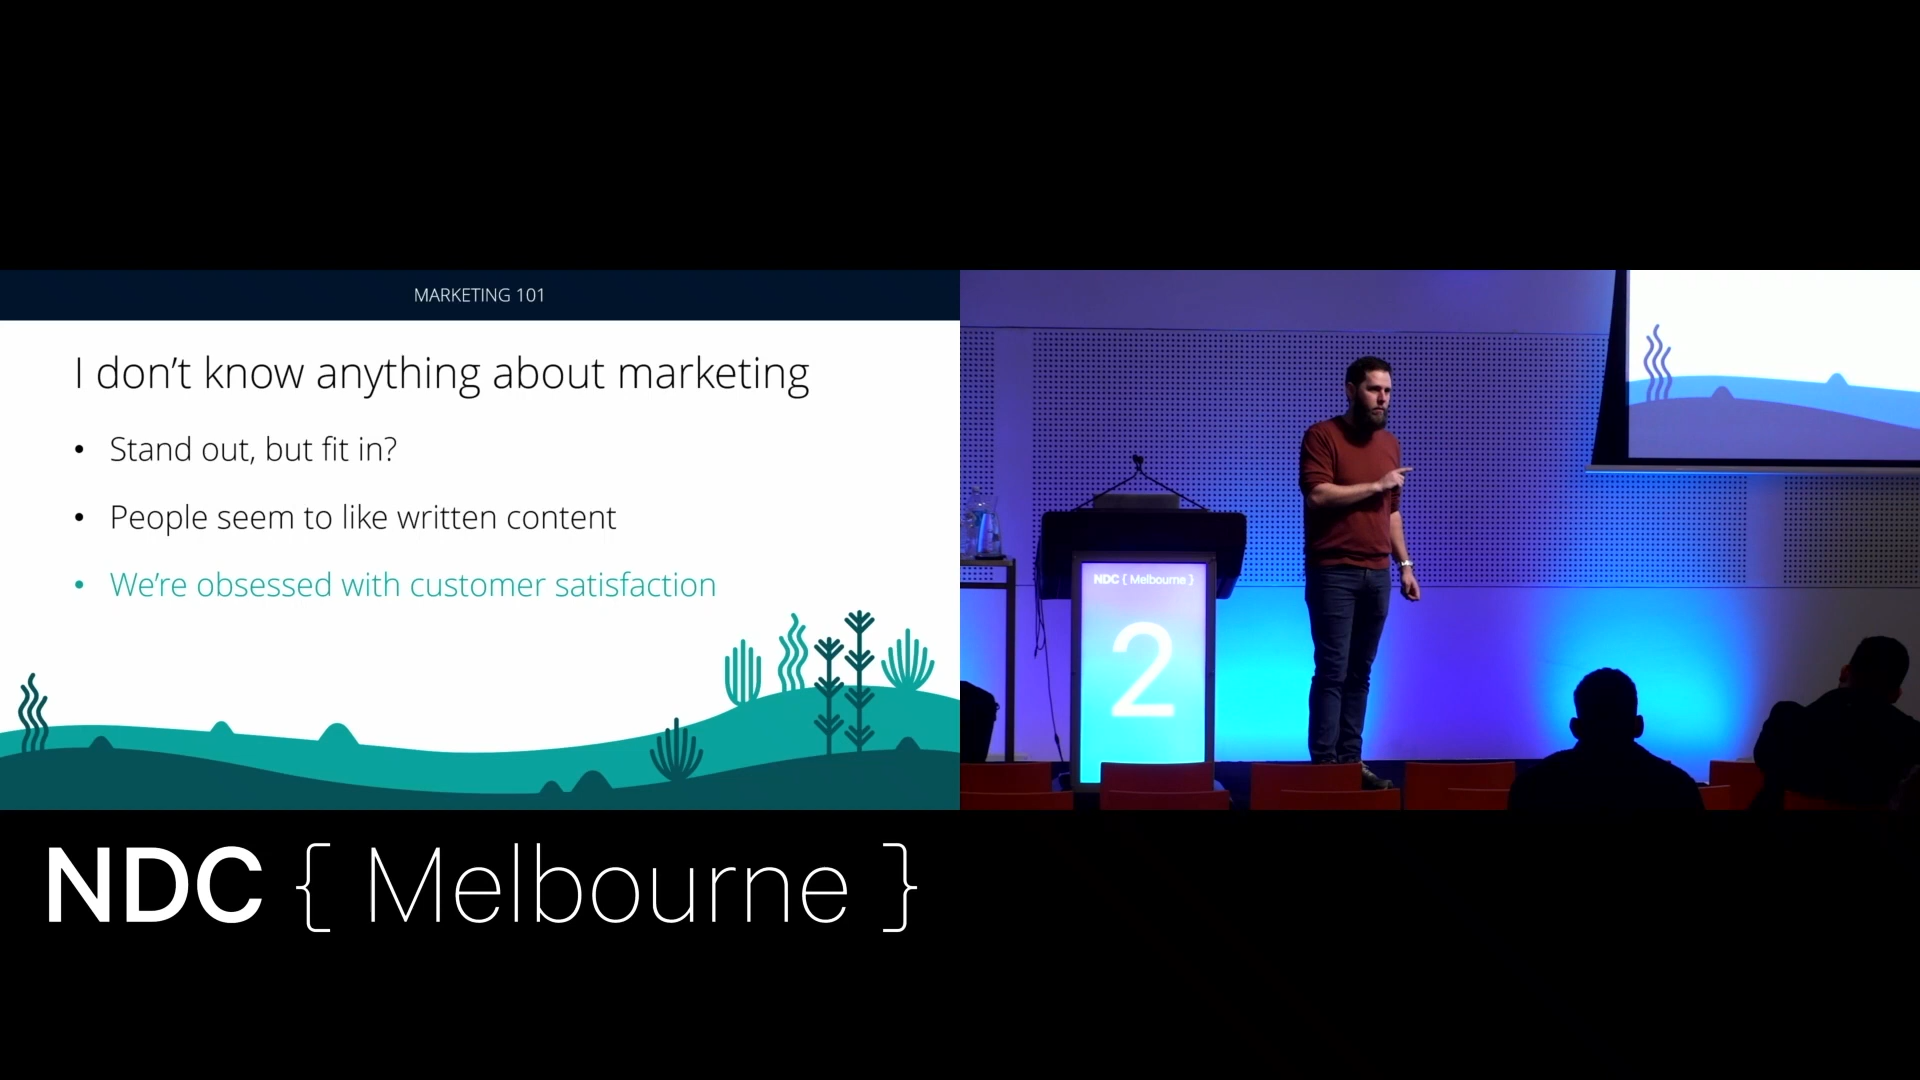 MARKETING 101
I don’t know anything about marketing
• Stand out, but fit in?
• People seem to like written content
• We’re obsessed with customer satisfaction
NDC { Melbourne }
2
NDC { Melbourne }